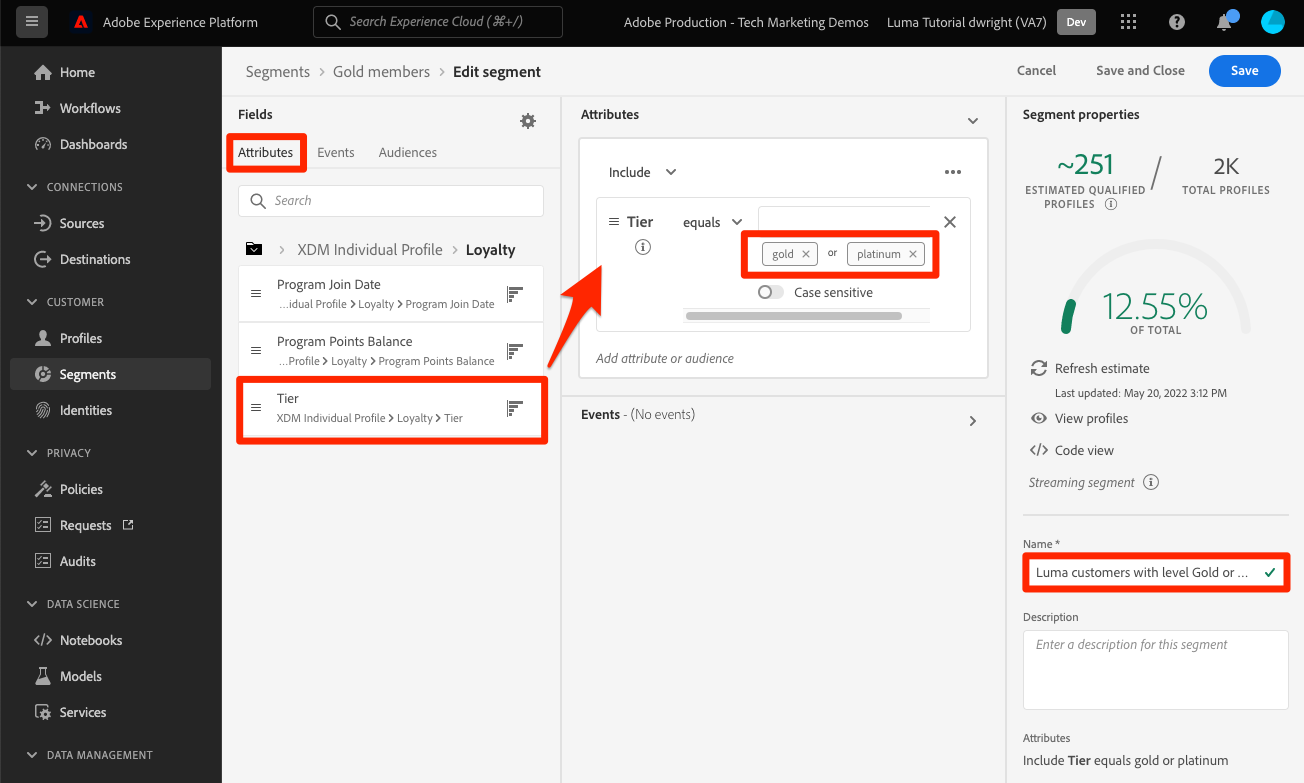 Adobe Experience Platform
Search Experience Cloud (⌘+/)
Adobe Production - Tech Marketing Demos
Luma Tutorial dwright (VA7)
Dev
Home
Workflows
Dashboards
CONNECTIONS
Sources
Destinations
CUSTOMER
Profiles
Segments
Identities
PRIVACY
Policies
Requests
Audits
DATA SCIENCE
Notebooks
Models
Services
DATA MANAGEMENT
Segments > Gold members > Edit segment
Cancel
Save and Close
Save
Fields
Attributes
Events
Audiences
Search
XDM Individual Profile > Loyalty
Program Join Date
...idual Profile > Loyalty > Program Join Date
Program Points Balance
...Profile > Loyalty > Program Points Balance
Tier
XDM Individual Profile > Loyalty > Tier
Attributes
Include
Tier equals
gold or platinum
Case sensitive
Add attribute or audience
Events - (No events)
Segment properties
~251 / 2K
ESTIMATED QUALIFIED PROFILES
TOTAL PROFILES
12.55%
OF TOTAL
Refresh estimate
Last updated: May 20, 2022 3:12 PM
View profiles
Code view
Streaming segment
Name *
Luma customers with level Gold or ...
Description
Enter a description for this segment
Attributes
Include Tier equals gold or platinum